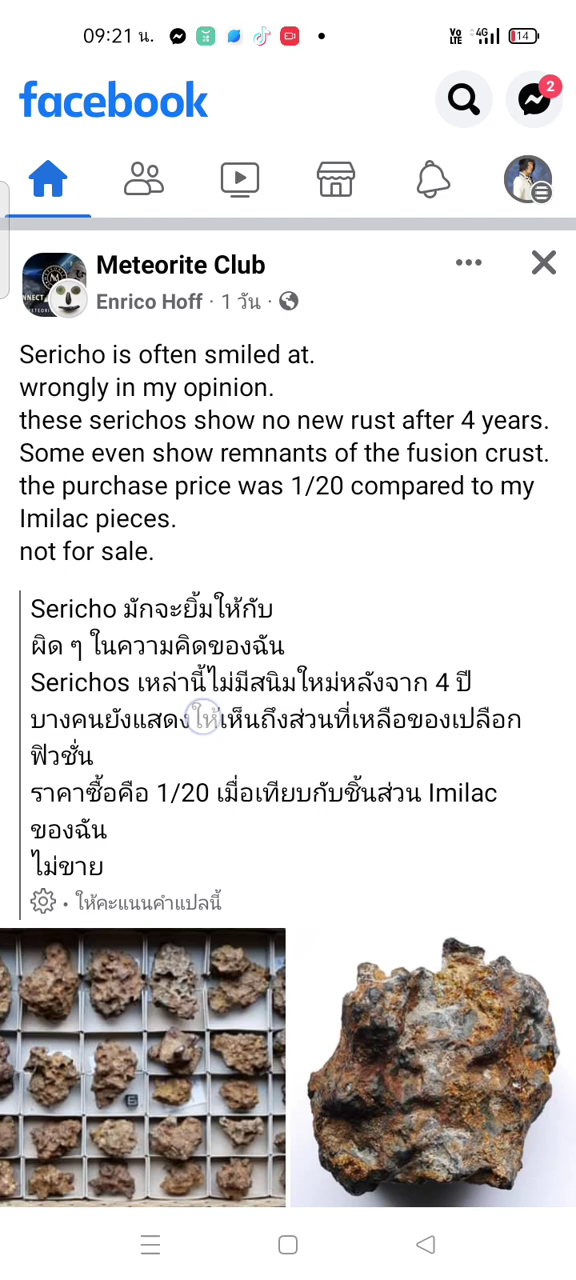 09:21 น.
Vo LTE 4G 14
facebook
2
Meteorite Club
Enrico Hoff · 1 วัน ·
Sericho is often smiled at.
wrongly in my opinion.
these serichos show no new rust after 4 years.
Some even show remnants of the fusion crust.
the purchase price was 1/20 compared to my
Imilac pieces.
not for sale.
Sericho มักจะยิ้มให้กับ
ผิด ๆ ในความคิดของฉัน
Serichos เหล่านี้ไม่มีสนิมใหม่หลังจาก 4 ปี
บางคนยังแสดงให้เห็นถึงส่วนที่เหลือของเปลือก
ฟิวชั่น
ราคาซื้อคือ 1/20 เมื่อเทียบกับชิ้นส่วน Imilac
ของฉัน
ไม่ขาย
· ให้คะแนนคำแปลนี้